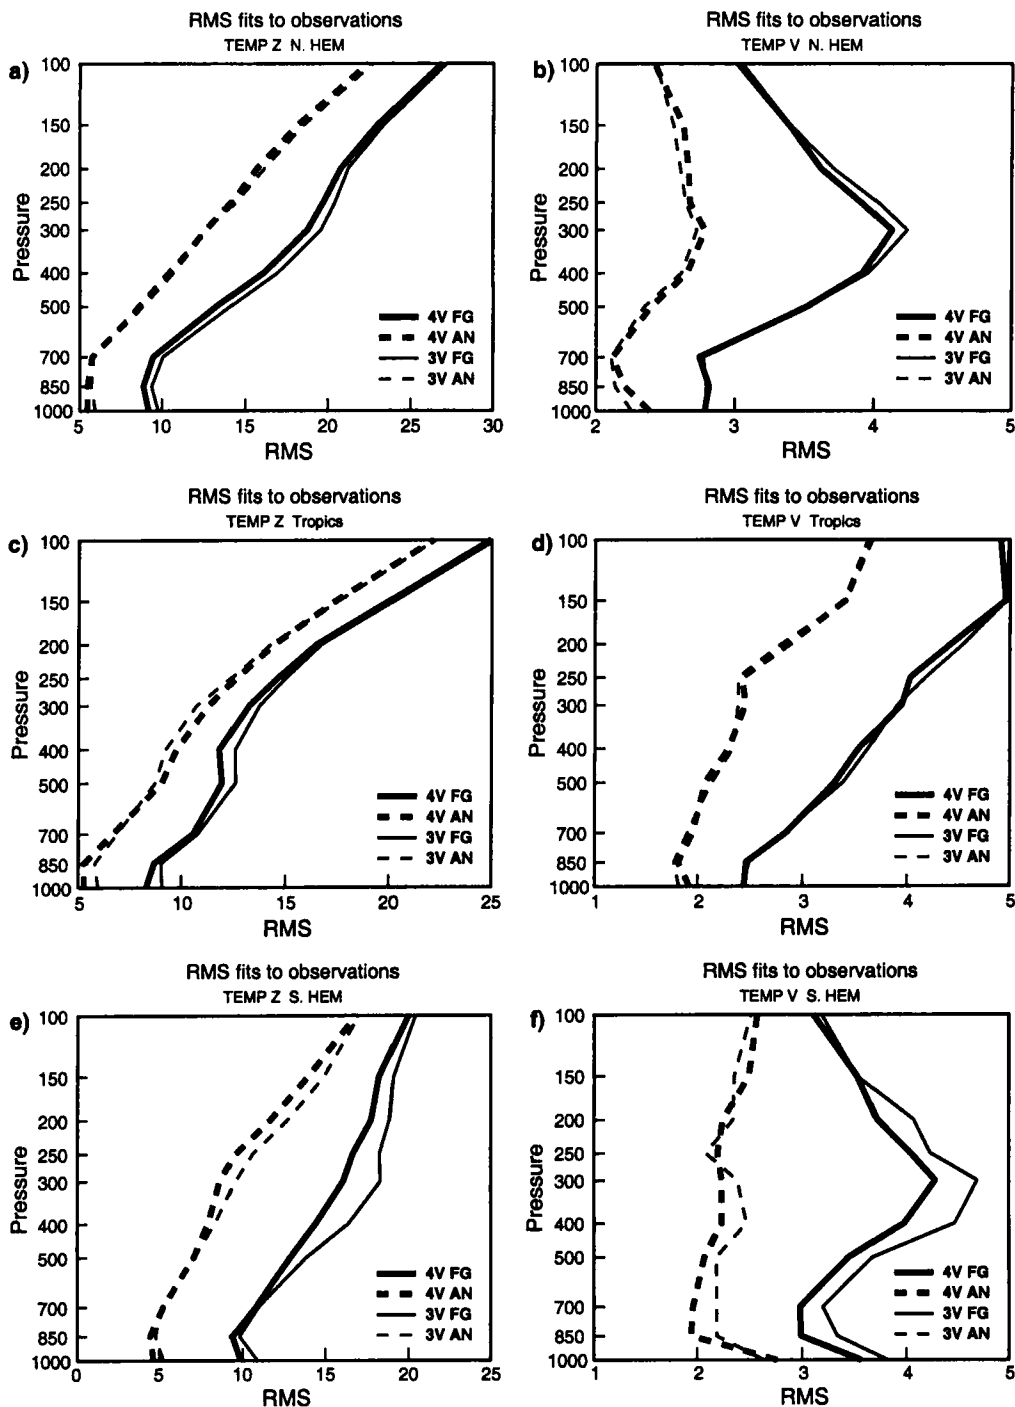 RMS fits to observations
TEMP Z N. HEM
a)
Pressure
100
150
200
250
300
400
500
700
850
1000
4V FG
4V AN
3V FG
3V AN
5 10 15 20 25 30
RMS
RMS fits to observations
TEMP V N. HEM
b)
Pressure
100
150
200
250
300
400
500
700
850
1000
4V FG
4V AN
3V FG
3V AN
2 3 4 5
RMS
RMS fits to observations
TEMP Z Tropics
c)
Pressure
100
150
200
250
300
400
500
700
850
1000
4V FG
4V AN
3V FG
3V AN
5 10 15 20 25
RMS
RMS fits to observations
TEMP V Tropics
d)
Pressure
100
150
200
250
300
400
500
700
850
1000
4V FG
4V AN
3V FG
3V AN
1 2 3 4 5
RMS
RMS fits to observations
TEMP Z S. HEM
e)
Pressure
100
150
200
250
300
400
500
700
850
1000
4V FG
4V AN
3V FG
3V AN
0 5 10 15 20 25
RMS
RMS fits to observations
TEMP V S. HEM
f)
Pressure
100
150
200
250
300
400
500
700
850
1000
4V FG
4V AN
3V FG
3V AN
1 2 3 4 5
RMS